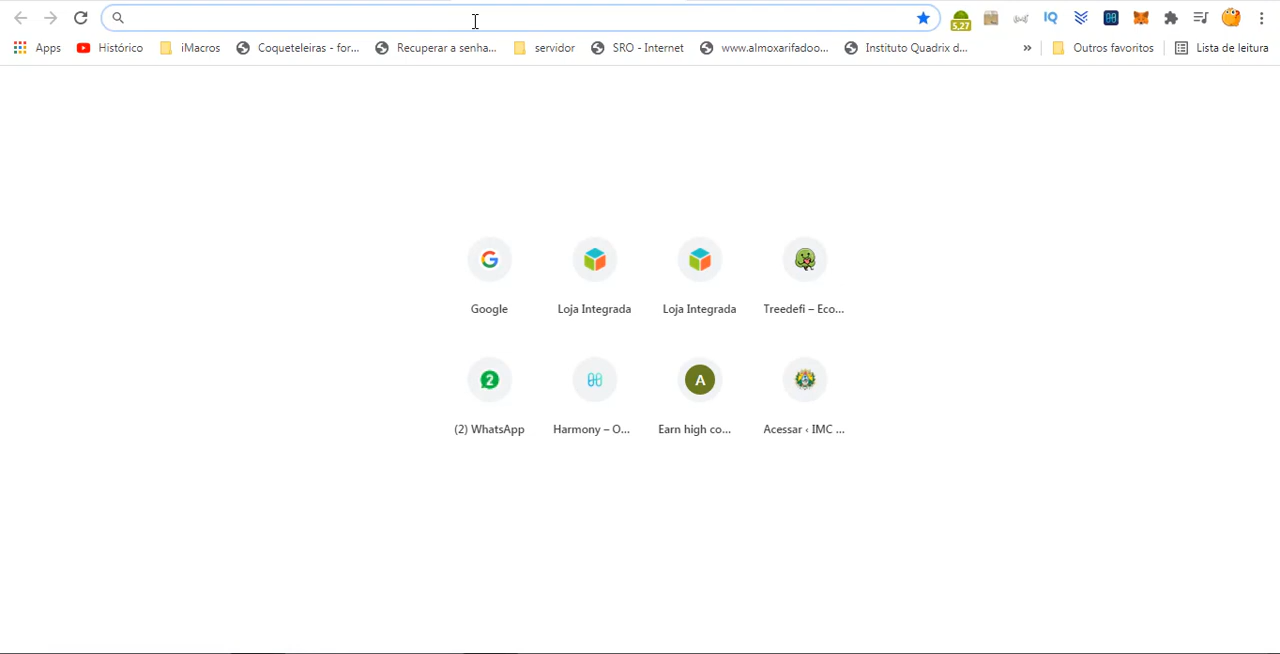 5,27
IQ
Apps Histórico iMacros Coqueteleiras - for... Recuperar a senha... servidor SRO - Internet www.almoxarifadoo... Instituto Quadrix d... » Outros favoritos Lista de leitura
G
Google Loja Integrada Loja Integrada Treedefi – Eco...
2 A
(2) WhatsApp Harmony – O... Earn high co... Acessar ‹ IMC ...